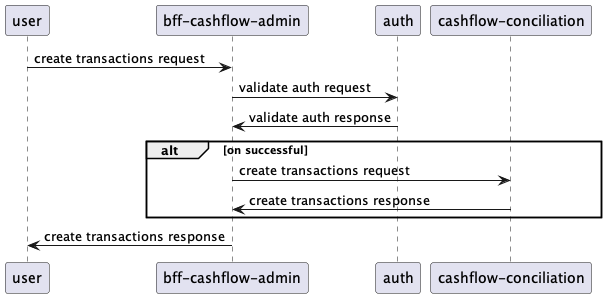 user bff-cashflow-admin auth cashflow-conciliation
create transactions request
validate auth request
validate auth response
alt [on successful]
create transactions request
create transactions response
create transactions response
user bff-cashflow-admin auth cashflow-conciliation